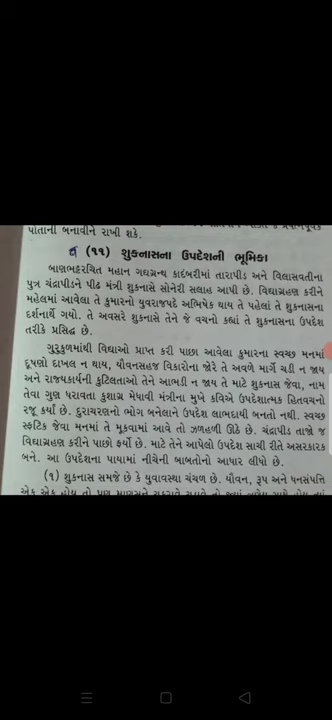 પોતાની બનાવીને રાખી શકે.
(૧૧) શુકનાસના ઉપદેશની ભૂમિકા
બાણભટ્ટરચિત મહાન ગદ્યગ્રન્થ કાદંબરીમાં તારાપીડ અને વિલાસવતીના
પુત્ર ચંદ્રાપીડને પીઢ મંત્રી શુકનાસે સોનેરી સલાહ આપી છે. વિદ્યાગ્રહણ કરીને
મહેલમાં આવેલા તે કુમારનો યુવરાજપદે અભિષેક થાય તે પહેલાં તે શુકનાસના
દર્શનાર્થે ગયો. તે અવસરે શુકનાસે તેને જે વચનો કહ્યાં તે શુકનાસના ઉપદેશ
તરીકે પ્રસિદ્ધ છે.
ગુરુકુળમાંથી વિદ્યાઓ પ્રાપ્ત કરી પાછા આવેલા કુમારના સ્વચ્છ મનમાં
દૂષણો દાખલ ન થાય, યૌવનસહજ વિકારોના જોરે તે અવળે માર્ગે ચડી ન જાય
અને રાજ્યકાર્યની કુટિલતાઓ તેને આભડી ન જાય તે માટે શુકનાસ જેવા, નામ
તેવા ગુણ ધરાવતા કુશાગ્ર મેધાવી મંત્રીના મુખે કવિએ ઉપદેશાત્મક હિતવચનો
રજૂ કર્યાં છે. દુરાચરણનો ભોગ બનેલાને ઉપદેશ લાભદાયી બનતો નથી. સ્વચ્છ
સ્ફટિક જેવા મનમાં તે મૂકવામાં આવે તો ઝળહળી ઊઠે છે. ચંદ્રાપીડ તાજો જ
વિદ્યાગ્રહણ કરીને પાછો ફર્યો છે. માટે તેને આપેલો ઉપદેશ સાચી રીતે અસરકારક
બને. આ ઉપદેશના પાયામાં નીચેની બાબતોનો આધાર લીધો છે.
(૧) શુકનાસ સમજે છે કે યુવાવસ્થા ચંચળ છે. યૌવન, રૂપ અને ધનસંપત્તિ
એક એક હોય તો પણ માણસને